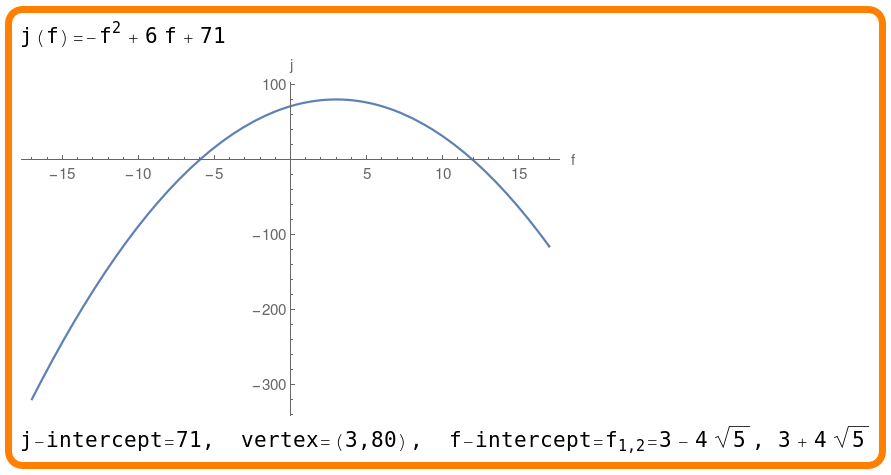 j(f)=-f² + 6 f + 71
j
100
f
-15 -10 -5 5 10 15
-100
-200
-300
j-intercept=71, vertex=(3,80), f-intercept=f₁,₂=3 - 4 √5, 3 + 4 √5